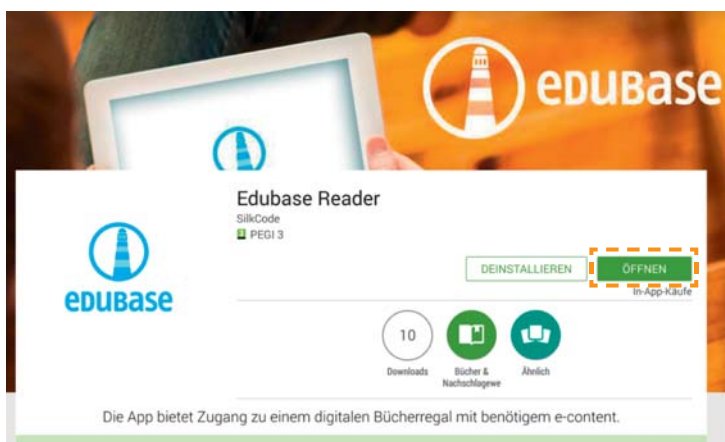 EDUBASE
Edubase Reader
SilkCode
PEGI 3
EDUBASE
DEINSTALLIEREN
ÖFFNEN
In-App-Käufe
10
Downloads
Bücher &
Nachschlagewe
Ähnlich
Die App bietet Zugang zu einem digitalen Bücherregal mit benötigem e-content.